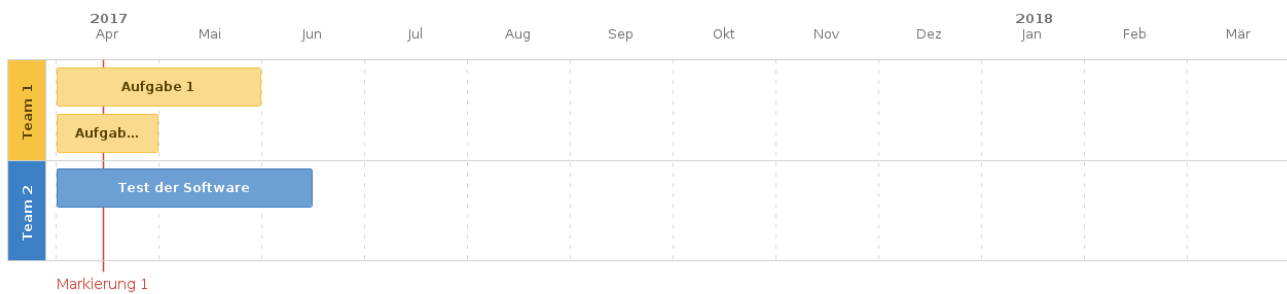 2017 2018
Apr Mai Jun Jul Aug Sep Okt Nov Dez Jan Feb Mär
Team 1
Aufgabe 1
Aufgab...
Team 2
Test der Software
Markierung 1